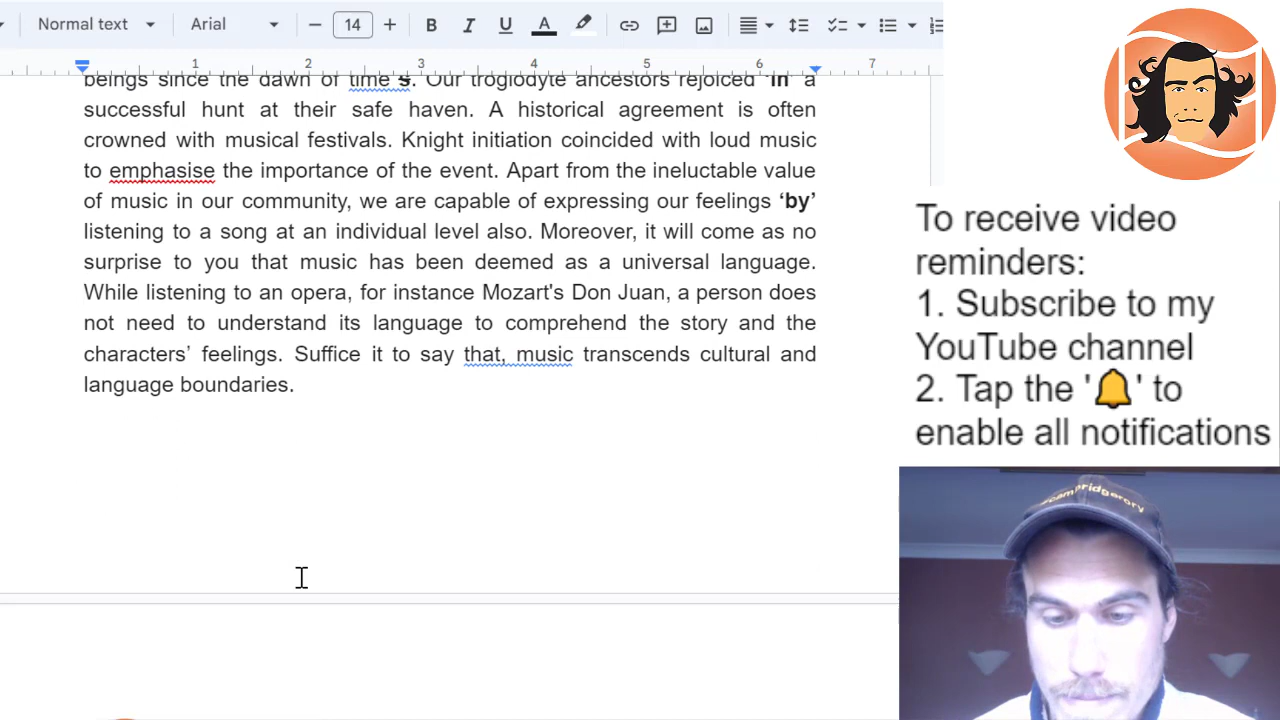 Normal text
Arial
14
B I U A
1 2 3 4 5 6 7
beings since the dawn of time's. Our troglodyte ancestors rejoiced 'in' a
successful hunt at their safe haven. A historical agreement is often
crowned with musical festivals. Knight initiation coincided with loud music
to emphasise the importance of the event. Apart from the ineluctable value
of music in our community, we are capable of expressing our feelings ‘by’
listening to a song at an individual level also. Moreover, it will come as no
surprise to you that music has been deemed as a universal language.
While listening to an opera, for instance Mozart's Don Juan, a person does
not need to understand its language to comprehend the story and the
characters’ feelings. Suffice it to say that, music transcends cultural and
language boundaries.
To receive video
reminders:
1. Subscribe to my
YouTube channel
2. Tap the '🔔' to
enable all notifications